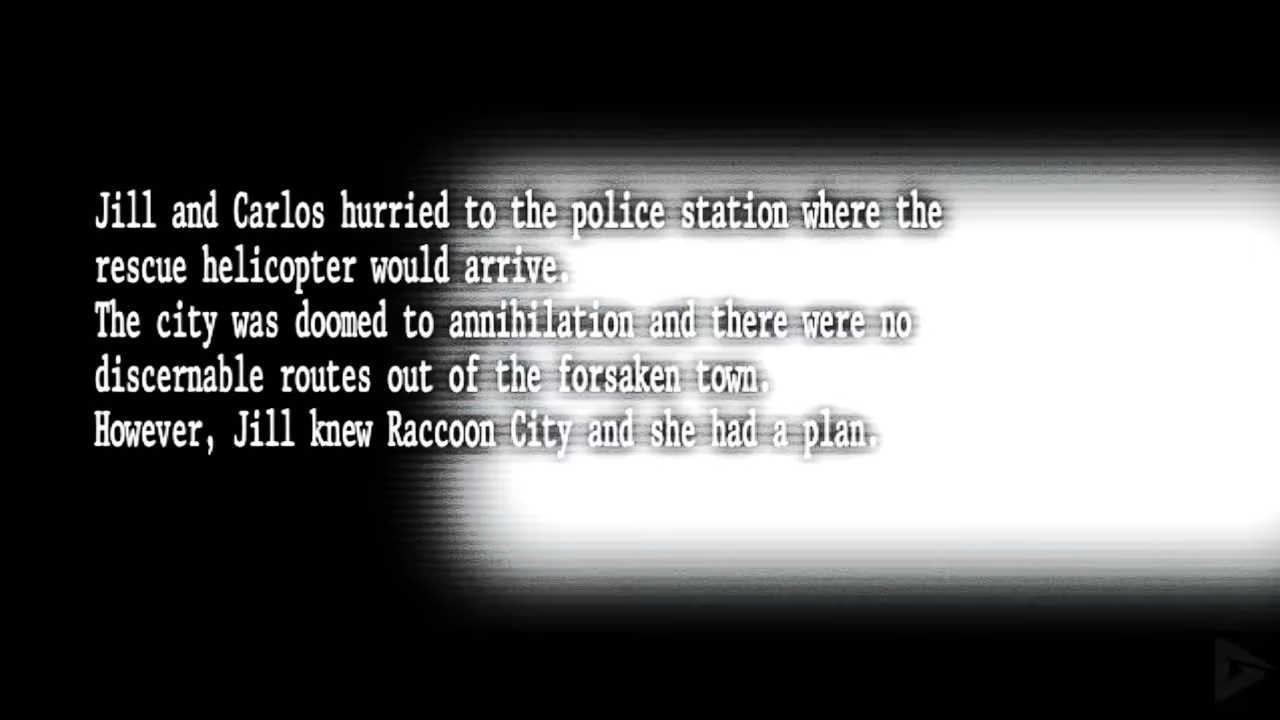 Jill and Carlos hurried to the police station where the
rescue helicopter would arrive.
The city was doomed to annihilation and there were no
discernable routes out of the forsaken town.
However, Jill knew Raccoon City and she had a plan.